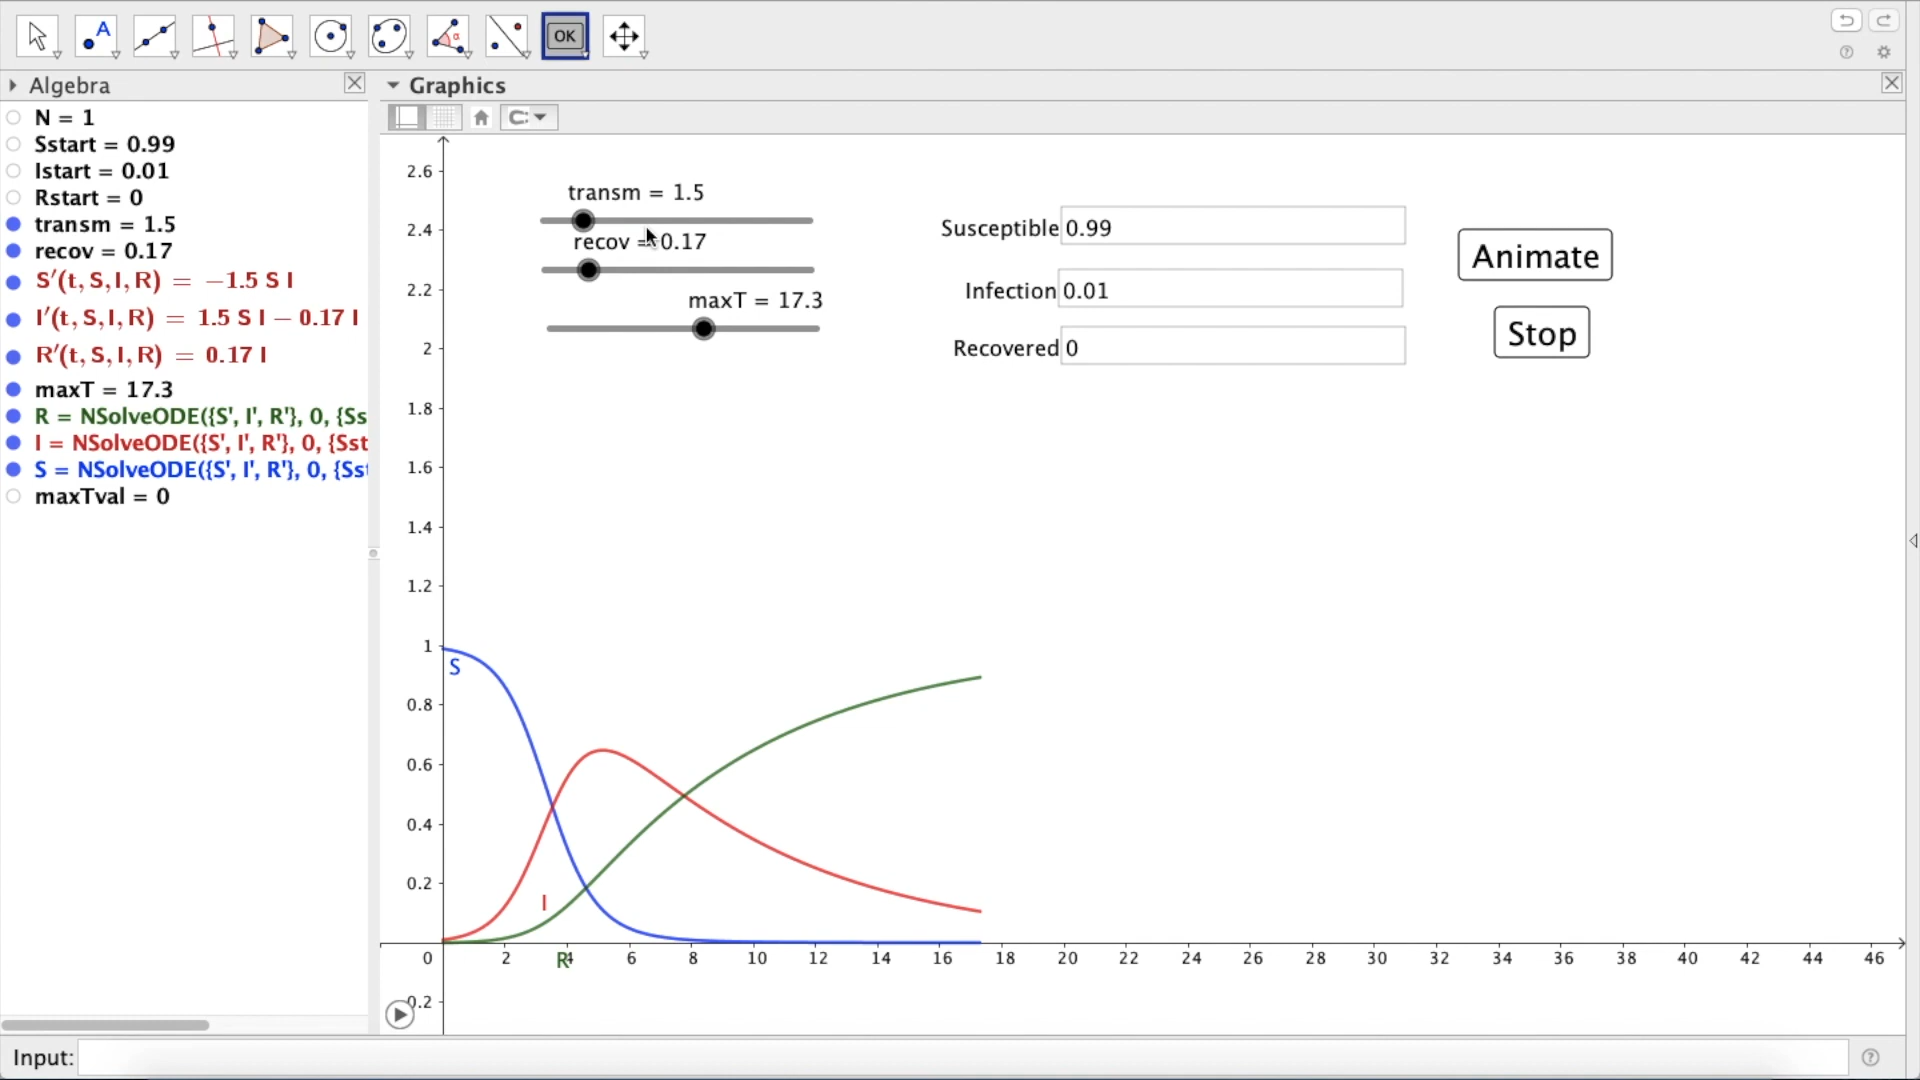 A
α
OK
Algebra
Graphics
N = 1
Sstart = 0.99
Istart = 0.01
Rstart = 0
transm = 1.5
recov = 0.17
S′(t, S, I, R) = −1.5 S I
I′(t, S, I, R) = 1.5 S I − 0.17 I
R′(t, S, I, R) = 0.17 I
maxT = 17.3
R = NSolveODE({S', I', R'}, 0, {Ss
I = NSolveODE({S', I', R'}, 0, {Sst
S = NSolveODE({S', I', R'}, 0, {Sst
maxTval = 0
transm = 1.5
recov = 0.17
maxT = 17.3
Susceptible 0.99
Infection 0.01
Recovered 0
Animate
Stop
2.6
2.4
2.2
2
1.8
1.6
1.4
1.2
1
0.8
0.6
0.4
0.2
S
I
R
0 2 4 6 8 10 12 14 16 18 20 22 24 26 28 30 32 34 36 38 40 42 44 46
0.2
Input: